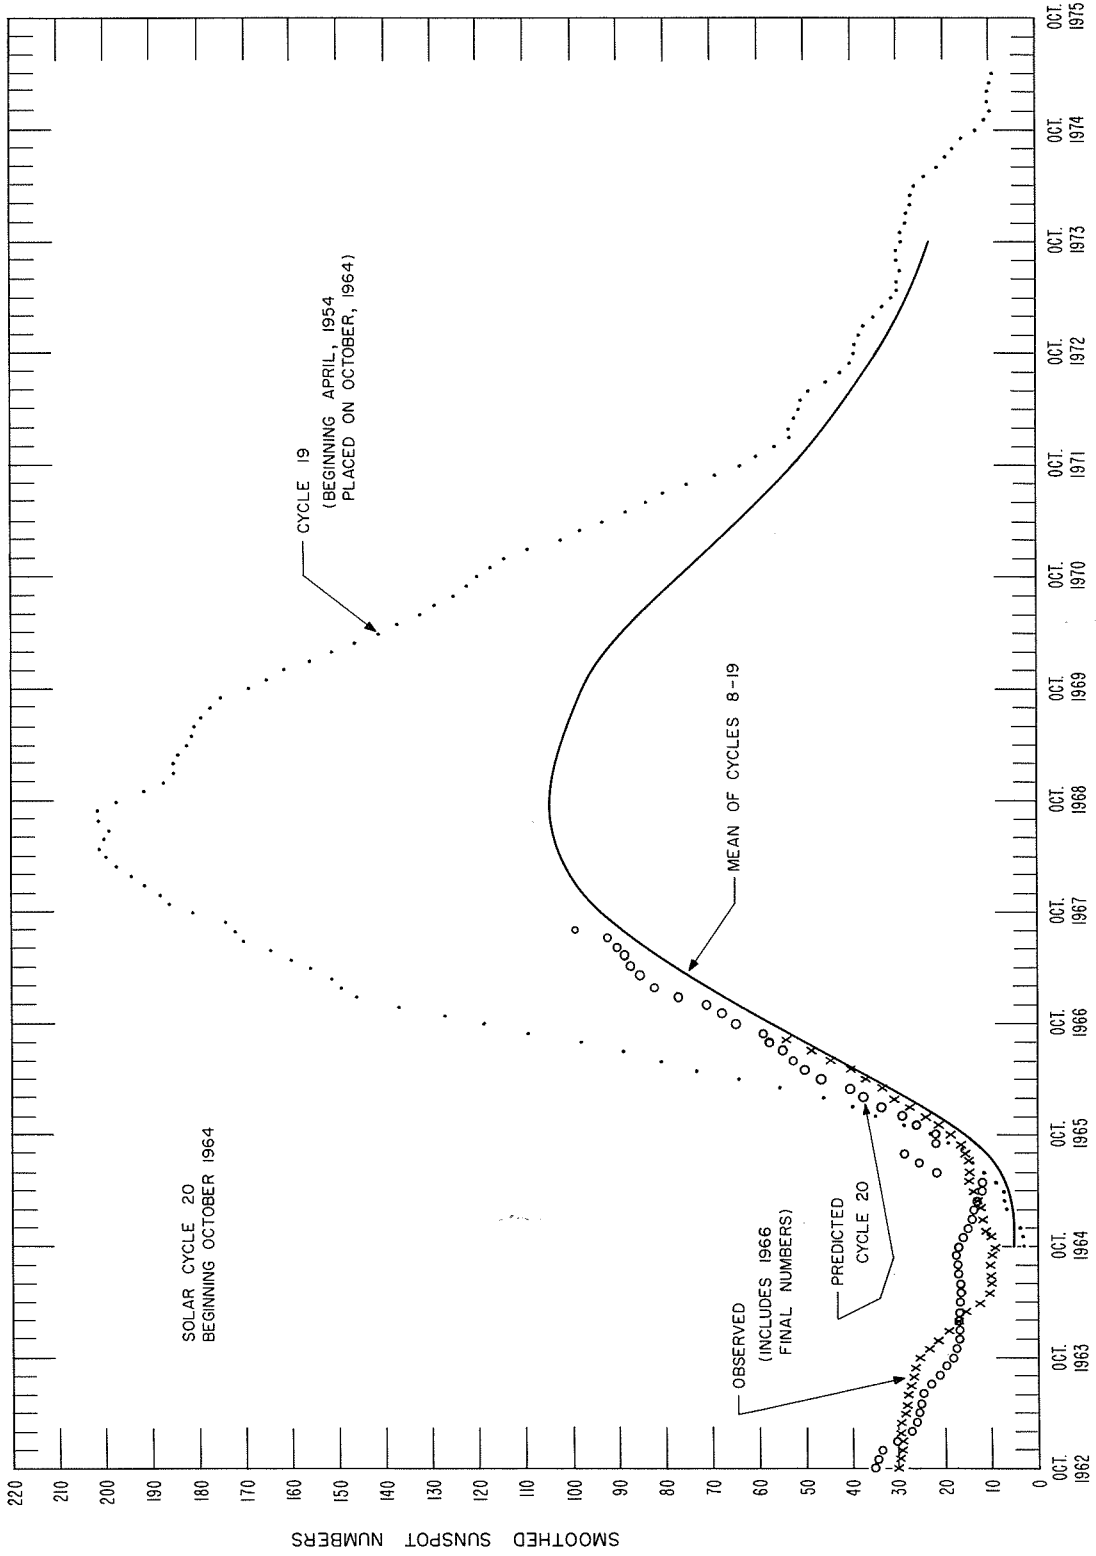 SMOOTHED SUNSPOT NUMBERS
220
210
200
190
180
170
160
150
140
130
120
110
100
90
80
70
60
50
40
30
20
10
0
SOLAR CYCLE 20
BEGINNING OCTOBER 1964
CYCLE 19
(BEGINNING APRIL, 1954
PLACED ON OCTOBER, 1964)
MEAN OF CYCLES 8-19
OBSERVED
(INCLUDES 1966
FINAL NUMBERS)
PREDICTED
CYCLE 20
OCT.
1962
OCT.
1963
OCT.
1964
OCT.
1965
OCT.
1966
OCT.
1967
OCT.
1968
OCT.
1969
OCT.
1970
OCT.
1971
OCT.
1972
OCT.
1973
OCT.
1974
OCT.
1975